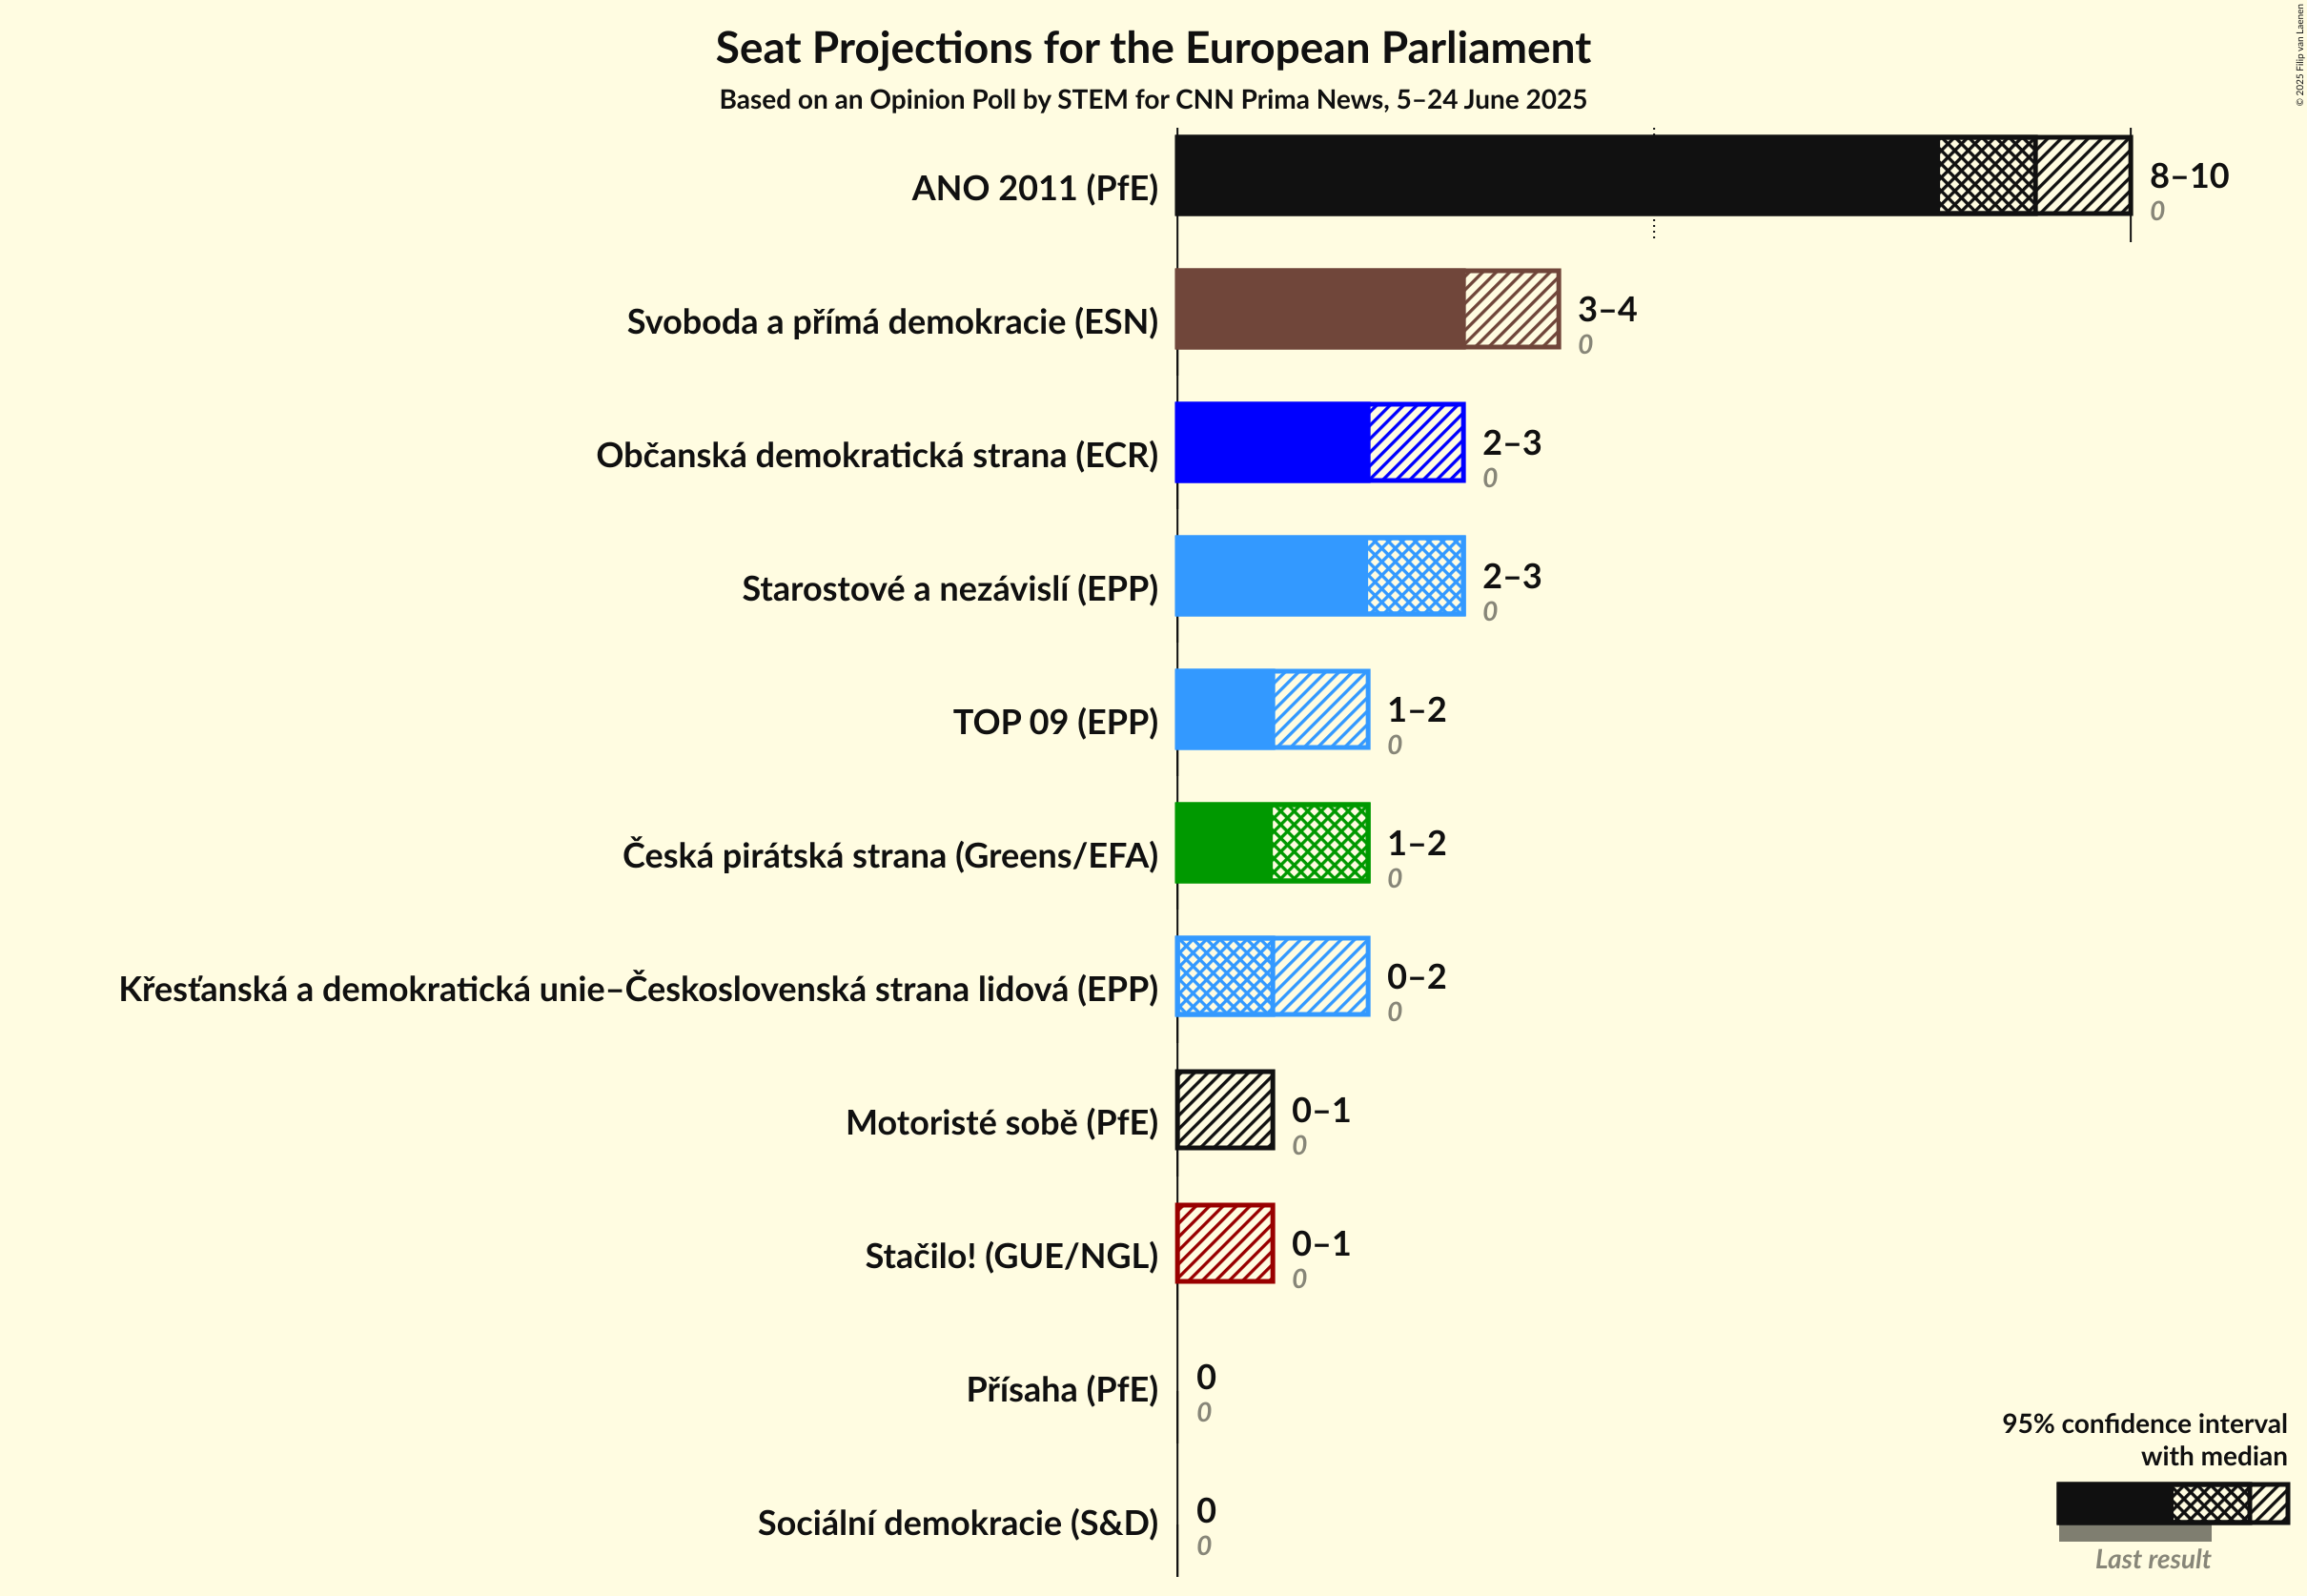 Seat Projections for the European Parliament
Based on an Opinion Poll by STEM for CNN Prima News, 5–24 June 2025
© 2025 Filip van Laenen
ANO 2011 (PfE)
8–10
0
Svoboda a přímá demokracie (ESN)
3–4
0
Občanská demokratická strana (ECR)
2–3
0
Starostové a nezávislí (EPP)
2–3
0
TOP 09 (EPP)
1–2
0
Česká pirátská strana (Greens/EFA)
1–2
0
Křesťanská a demokratická unie–Československá strana lidová (EPP)
0–2
0
Motoristé sobě (PfE)
0–1
0
Stačilo! (GUE/NGL)
0–1
0
Přísaha (PfE)
0
0
Sociální demokracie (S&D)
0
0
95% confidence interval
with median
Last result